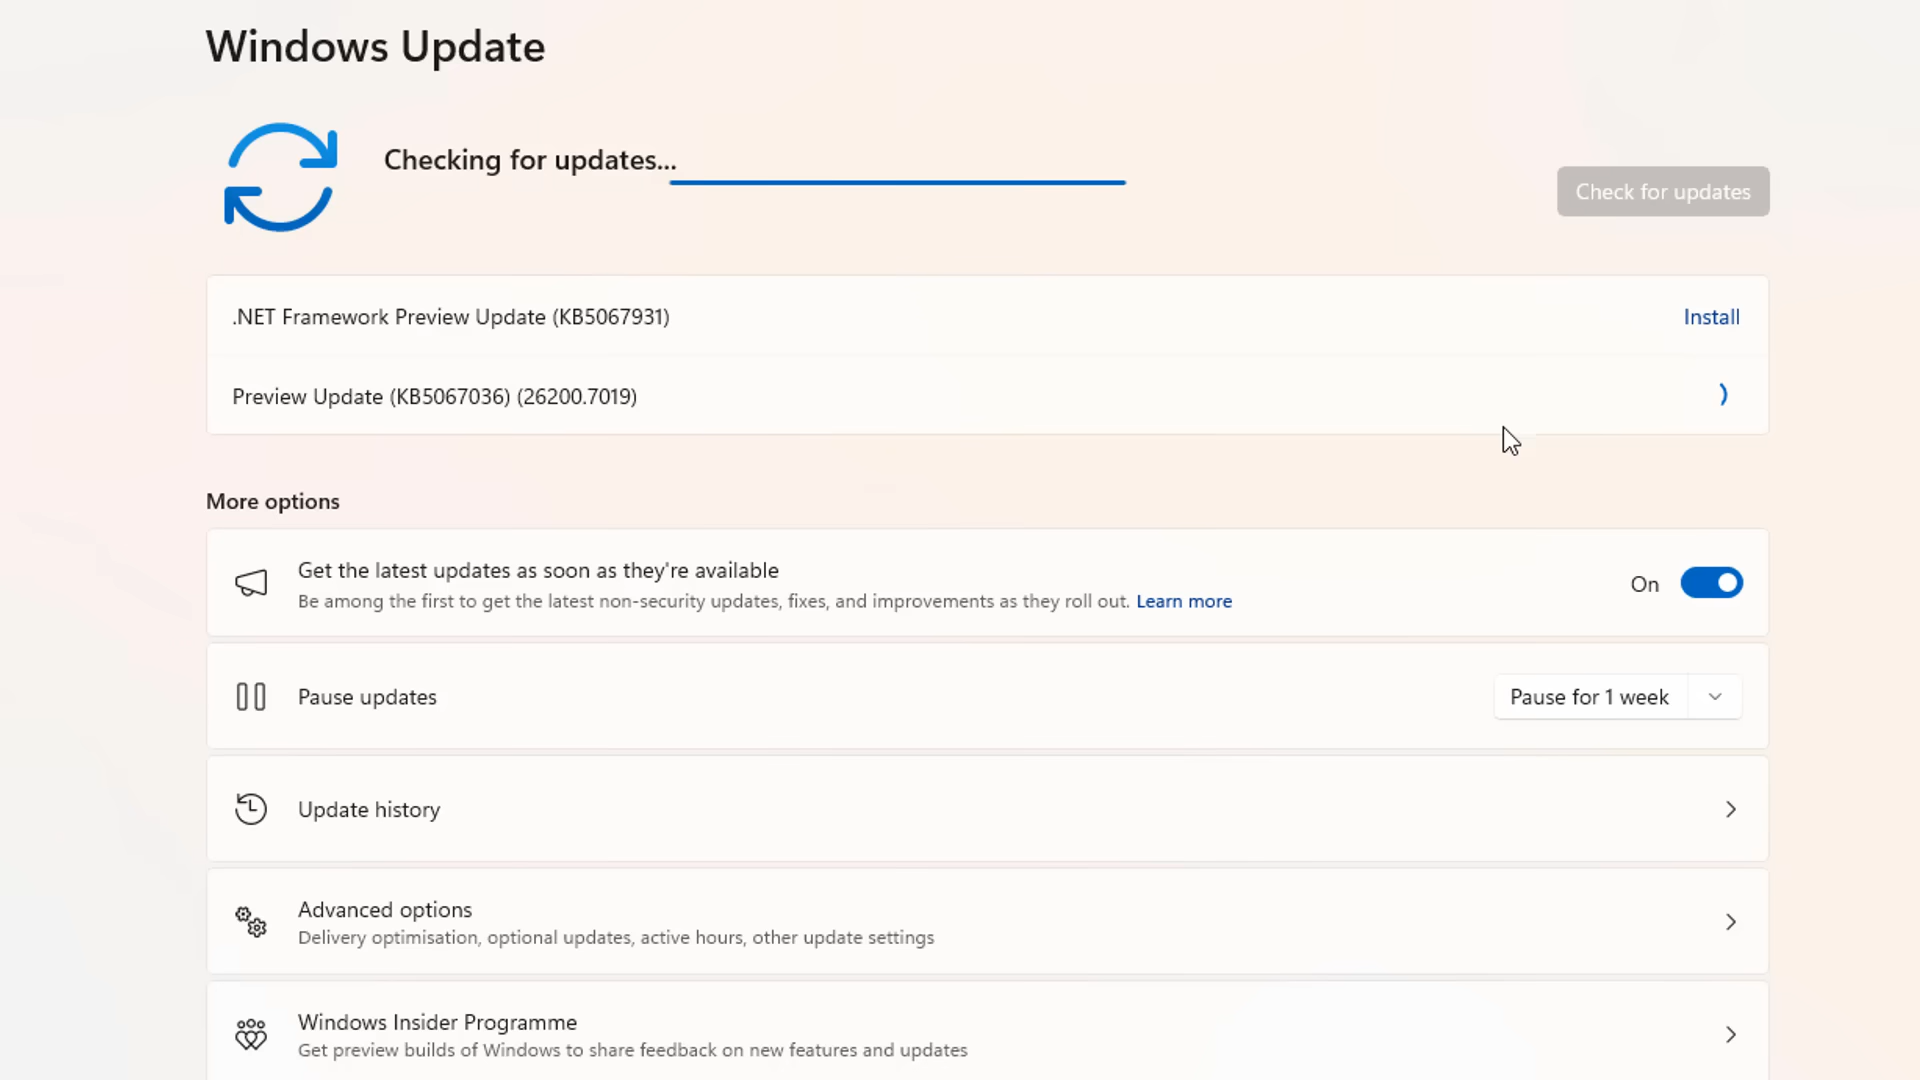 Windows Update
Checking for updates...
Check for updates
.NET Framework Preview Update (KB5067931)
Install
Preview Update (KB5067036) (26200.7019)
More options
Get the latest updates as soon as they're available
Be among the first to get the latest non-security updates, fixes, and improvements as they roll out. Learn more
On
Pause updates
Pause for 1 week
Update history
Advanced options
Delivery optimisation, optional updates, active hours, other update settings
Windows Insider Programme
Get preview builds of Windows to share feedback on new features and updates